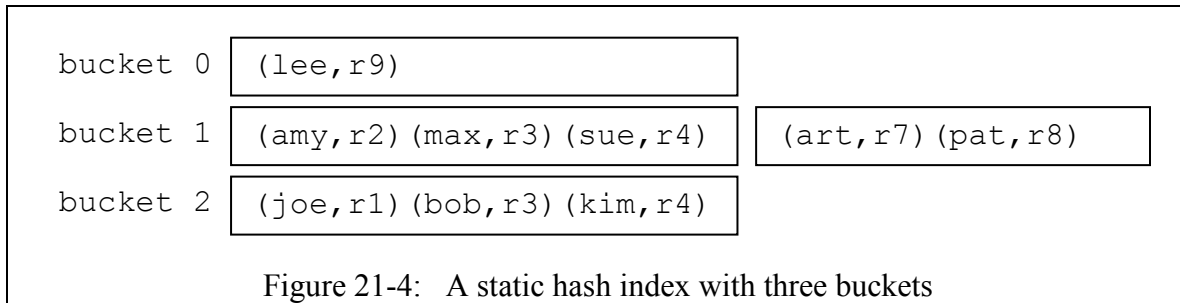 bucket 0 (lee,r9)
bucket 1 (amy,r2)(max,r3)(sue,r4) (art,r7)(pat,r8)
bucket 2 (joe,r1)(bob,r3)(kim,r4)
Figure 21-4: A static hash index with three buckets